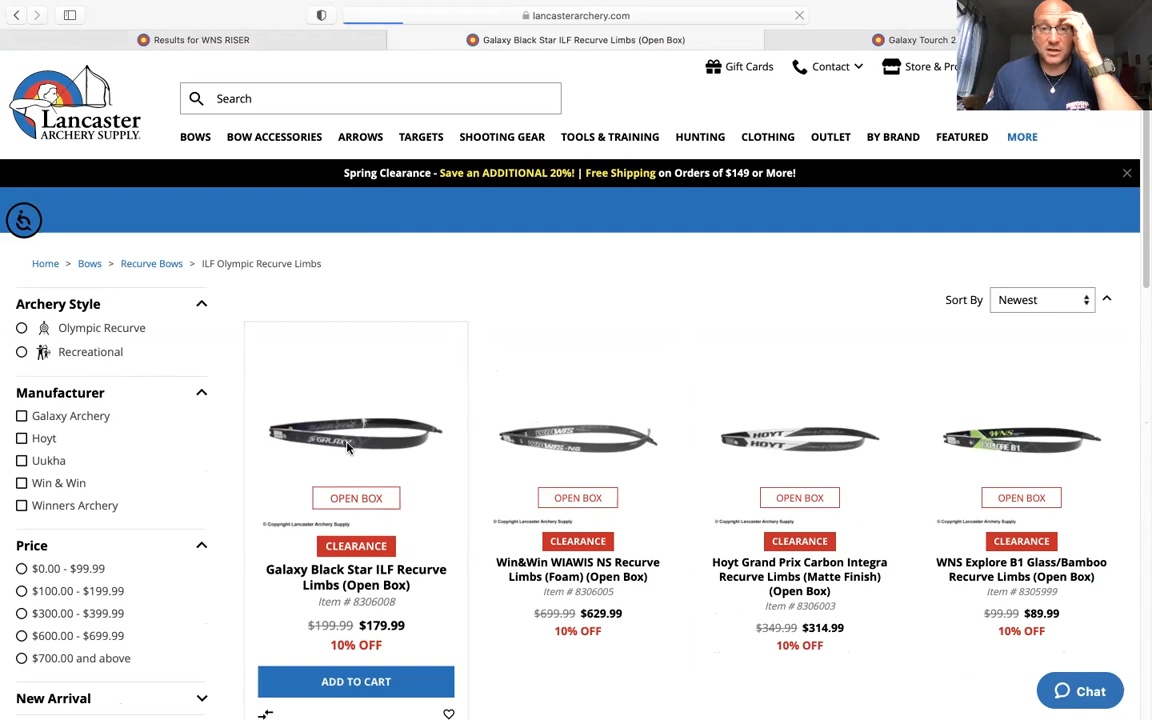 lancasterarchery.com
Results for WNS RISER
Galaxy Black Star ILF Recurve Limbs (Open Box)
Galaxy Tourch 2
Gift Cards
Contact
Store & Pro
Lancaster
ARCHERY SUPPLY
Search
BOWS BOW ACCESSORIES ARROWS TARGETS SHOOTING GEAR TOOLS & TRAINING HUNTING CLOTHING OUTLET BY BRAND FEATURED MORE
Spring Clearance - Save an ADDITIONAL 20%! | Free Shipping on Orders of $149 or More!
Home > Bows > Recurve Bows > ILF Olympic Recurve Limbs
Sort By Newest
Archery Style
Olympic Recurve
Recreational
Manufacturer
Galaxy Archery
Hoyt
Uukha
Win & Win
Winners Archery
Price
$0.00 - $99.99
$100.00 - $199.99
$300.00 - $399.99
$600.00 - $699.99
$700.00 and above
New Arrival
GALAXY
OPEN BOX
© Copyright Lancaster Archery Supply
CLEARANCE
Galaxy Black Star ILF Recurve
Limbs (Open Box)
Item # 8306008
$199.99 $179.99
10% OFF
ADD TO CART
WIAWIS
WIAWIS-NS
OPEN BOX
© Copyright Lancaster Archery Supply
CLEARANCE
Win&Win WIAWIS NS Recurve
Limbs (Foam) (Open Box)
Item # 8306005
$699.99 $629.99
10% OFF
HOYT
HOYT
OPEN BOX
© Copyright Lancaster Archery Supply
CLEARANCE
Hoyt Grand Prix Carbon Integra
Recurve Limbs (Matte Finish)
(Open Box)
Item # 8306003
$349.99 $314.99
10% OFF
WNS
EXPLORE B1
OPEN BOX
© Copyright Lancaster Archery Supply
CLEARANCE
WNS Explore B1 Glass/Bamboo
Recurve Limbs (Open Box)
Item # 8305999
$99.99 $89.99
10% OFF
Chat